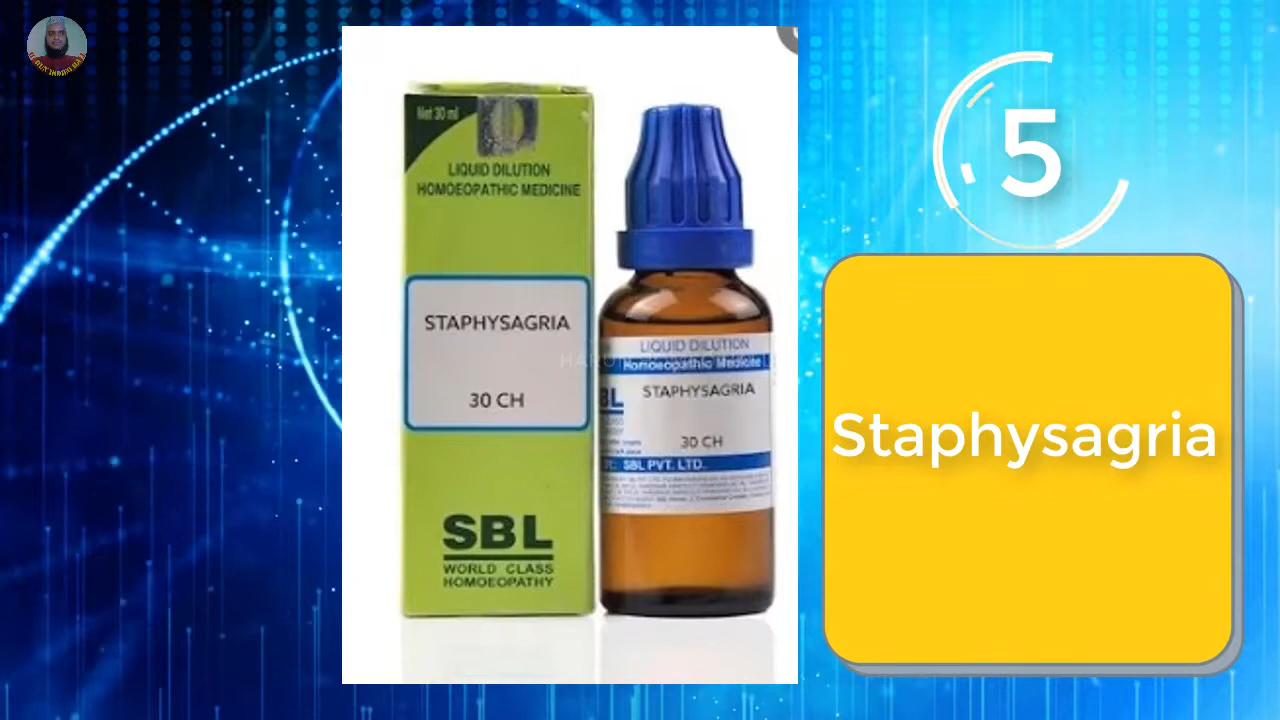 Net 30 ml
LIQUID DILUTION
HOMOEOPATHIC MEDICINE
STAPHYSAGRIA
30 CH
SBL
WORLD CLASS
HOMOEOPATHY
LIQUID DILUTION
Homoeopathic Medicine
BL
STAPHYSAGRIA
30 CH
SBL PVT. LTD.
5
Staphysagria